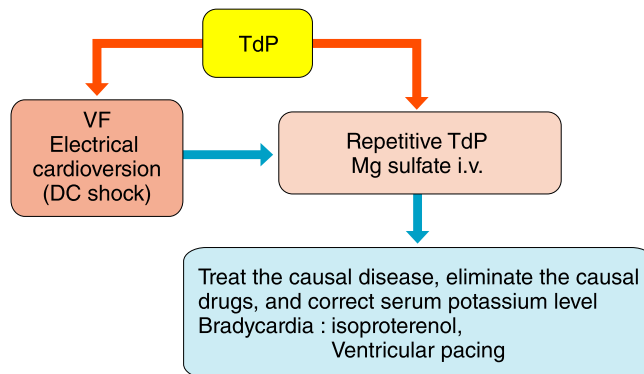 TdP
VF
Electrical
cardioversion
(DC shock)
Repetitive TdP
Mg sulfate i.v.
Treat the causal disease, eliminate the causal
drugs, and correct serum potassium level
Bradycardia : isoproterenol,
Ventricular pacing